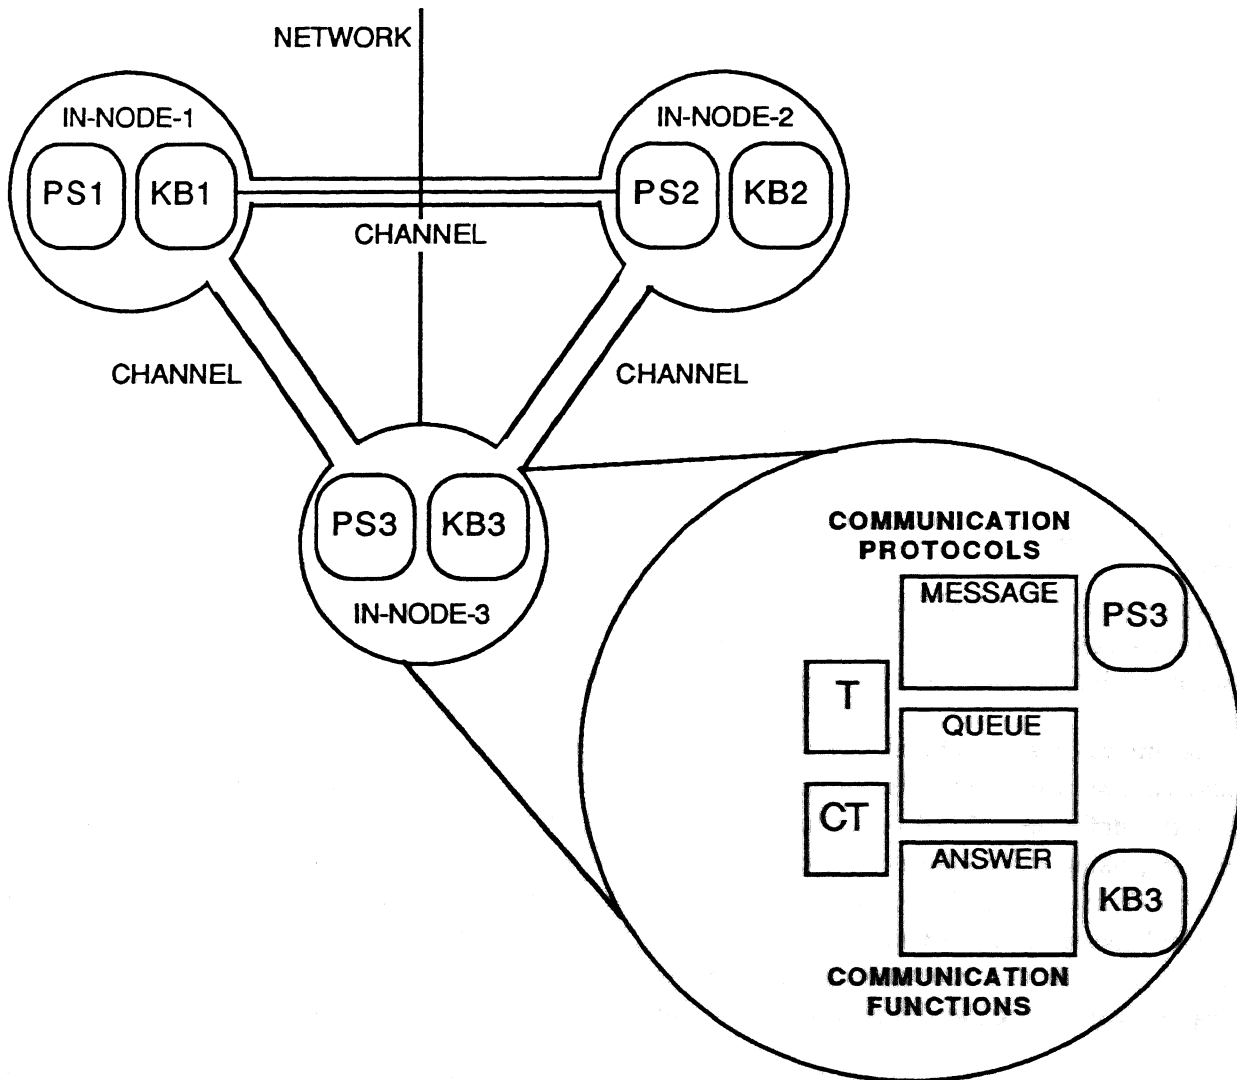 NETWORK
IN-NODE-1
PS1 KB1
IN-NODE-2
PS2 KB2
CHANNEL
CHANNEL
CHANNEL
PS3 KB3
IN-NODE-3
COMMUNICATION
PROTOCOLS
MESSAGE
PS3
T
QUEUE
CT
ANSWER
KB3
COMMUNICATION
FUNCTIONS